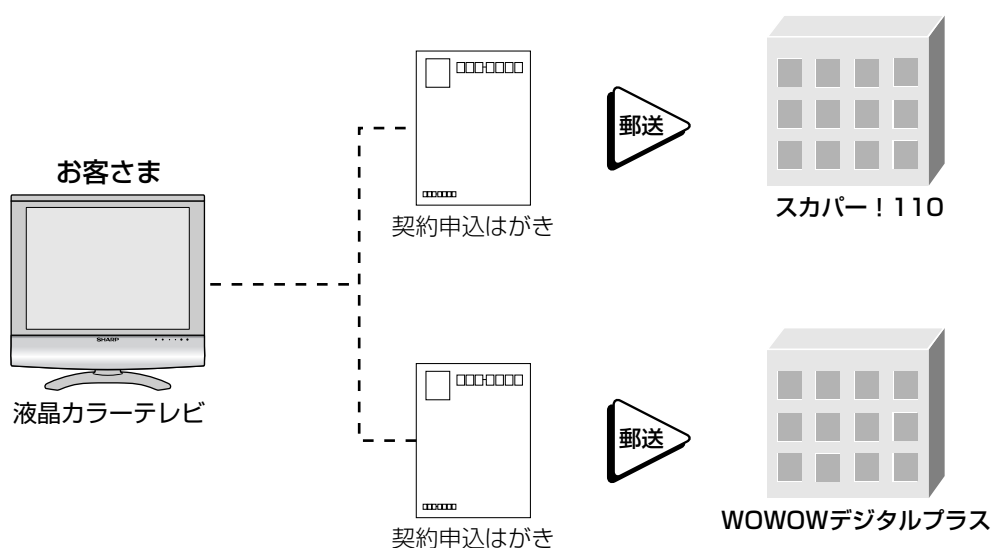 お客さま
SHARP
液晶カラーテレビ
契約申込はがき
郵送
スカパー！110
契約申込はがき
郵送
WOWOWデジタルプラス